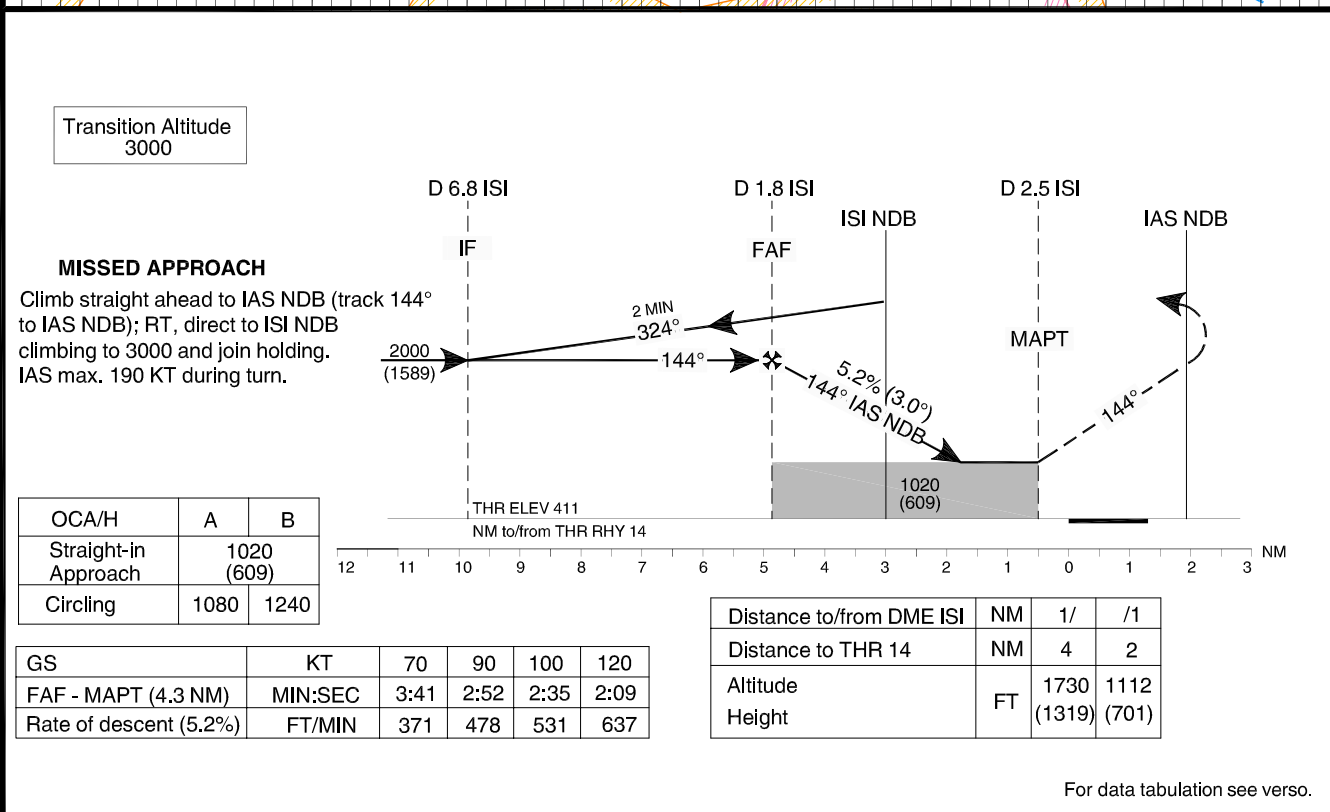 Transition Altitude
3000
D 6.8 ISI
D 1.8 ISI
D 2.5 ISI
ISI NDB
IAS NDB
IF
FAF
MISSED APPROACH
Climb straight ahead to IAS NDB (track 144°
to IAS NDB); RT, direct to ISI NDB
climbing to 3000 and join holding.
IAS max. 190 KT during turn.
2 MIN
324°
MAPT
2000
(1589)
144°
5.2% (3.0°)
144° IAS NDB
144°
1020
(609)
THR ELEV 411
NM to/from THR RHY 14
12 11 10 9 8 7 6 5 4 3 2 1 0 1 2 3 NM
OCA/H A B
Straight-in Approach 1020 (609)
Circling 1080 1240
GS KT 70 90 100 120
FAF - MAPT (4.3 NM) MIN:SEC 3:41 2:52 2:35 2:09
Rate of descent (5.2%) FT/MIN 371 478 531 637
Distance to/from DME ISI NM 1/ /1
Distance to THR 14 NM 4 2
Altitude FT 1730 1112
Height (1319) (701)
For data tabulation see verso.